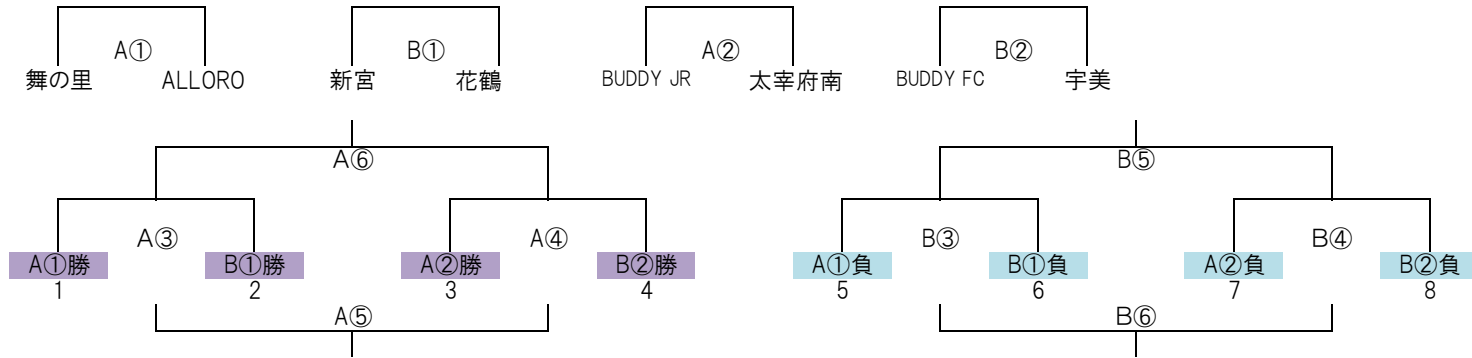 A① B① A② B②
舞の里 ALLORO 新宮 花鶴 BUDDY JR 太宰府南 BUDDY FC 宇美
A⑥ B⑤
A③ A④ B③ B④
A①勝 B①勝 A②勝 B②勝 A①負 B①負 A②負 B②負
1 2 3 4 5 6 7 8
A⑤ B⑥